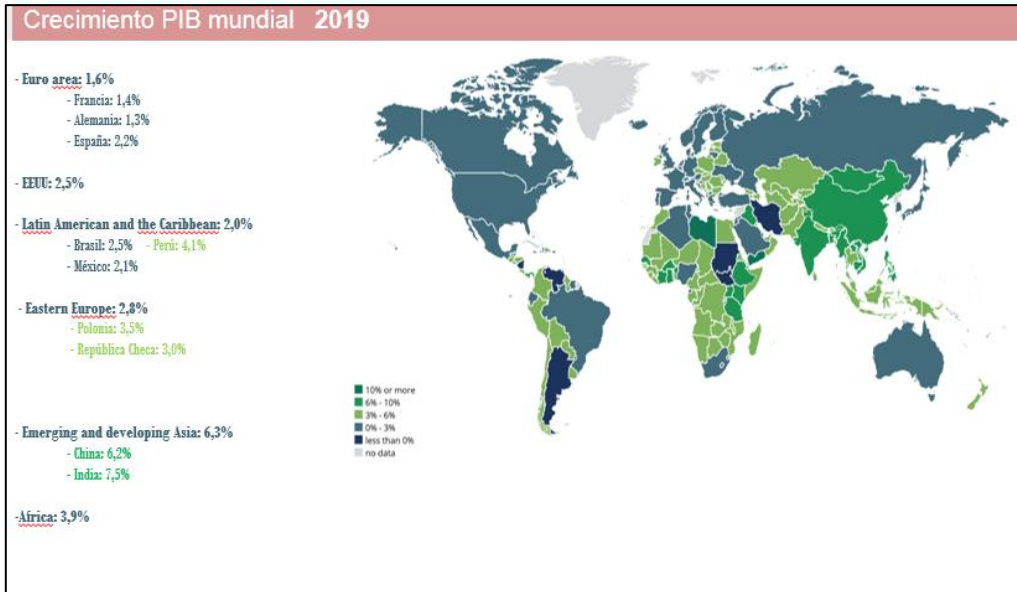 Crecimiento PIB mundial 2019
- Euro area: 1,6%
- Francia: 1,4%
- Alemania: 1,3%
- España: 2,2%
- EEUU: 2,5%
- Latin American and the Caribbean: 2,0%
- Brasil: 2,5% - Perú: 4,1%
- México: 2,1%
- Eastern Europe: 2,8%
- Polonia: 3,5%
- República Checa: 3,0%
- Emerging and developing Asia: 6,3%
- China: 6,2%
- India: 7,5%
-Africa: 3,9%
10% or more
6% - 10%
3% - 6%
0% - 3%
less than 0%
no data